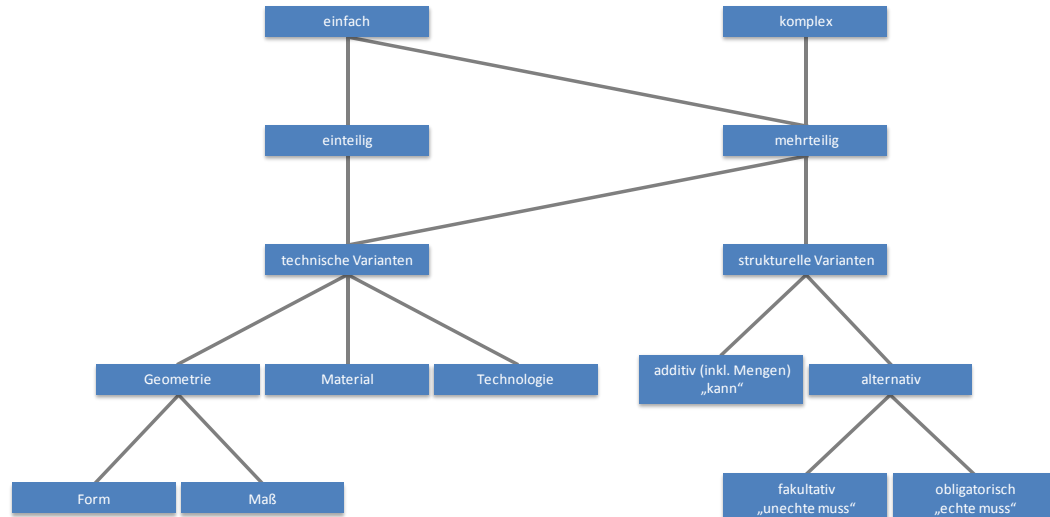 einfach
komplex
einteilig
mehrteilig
technische Varianten
strukturelle Varianten
Geometrie
Material
Technologie
additiv (inkl. Mengen)
„kann“
alternativ
Form
Maß
fakultativ
„unechte muss“
obligatorisch
„echte muss“